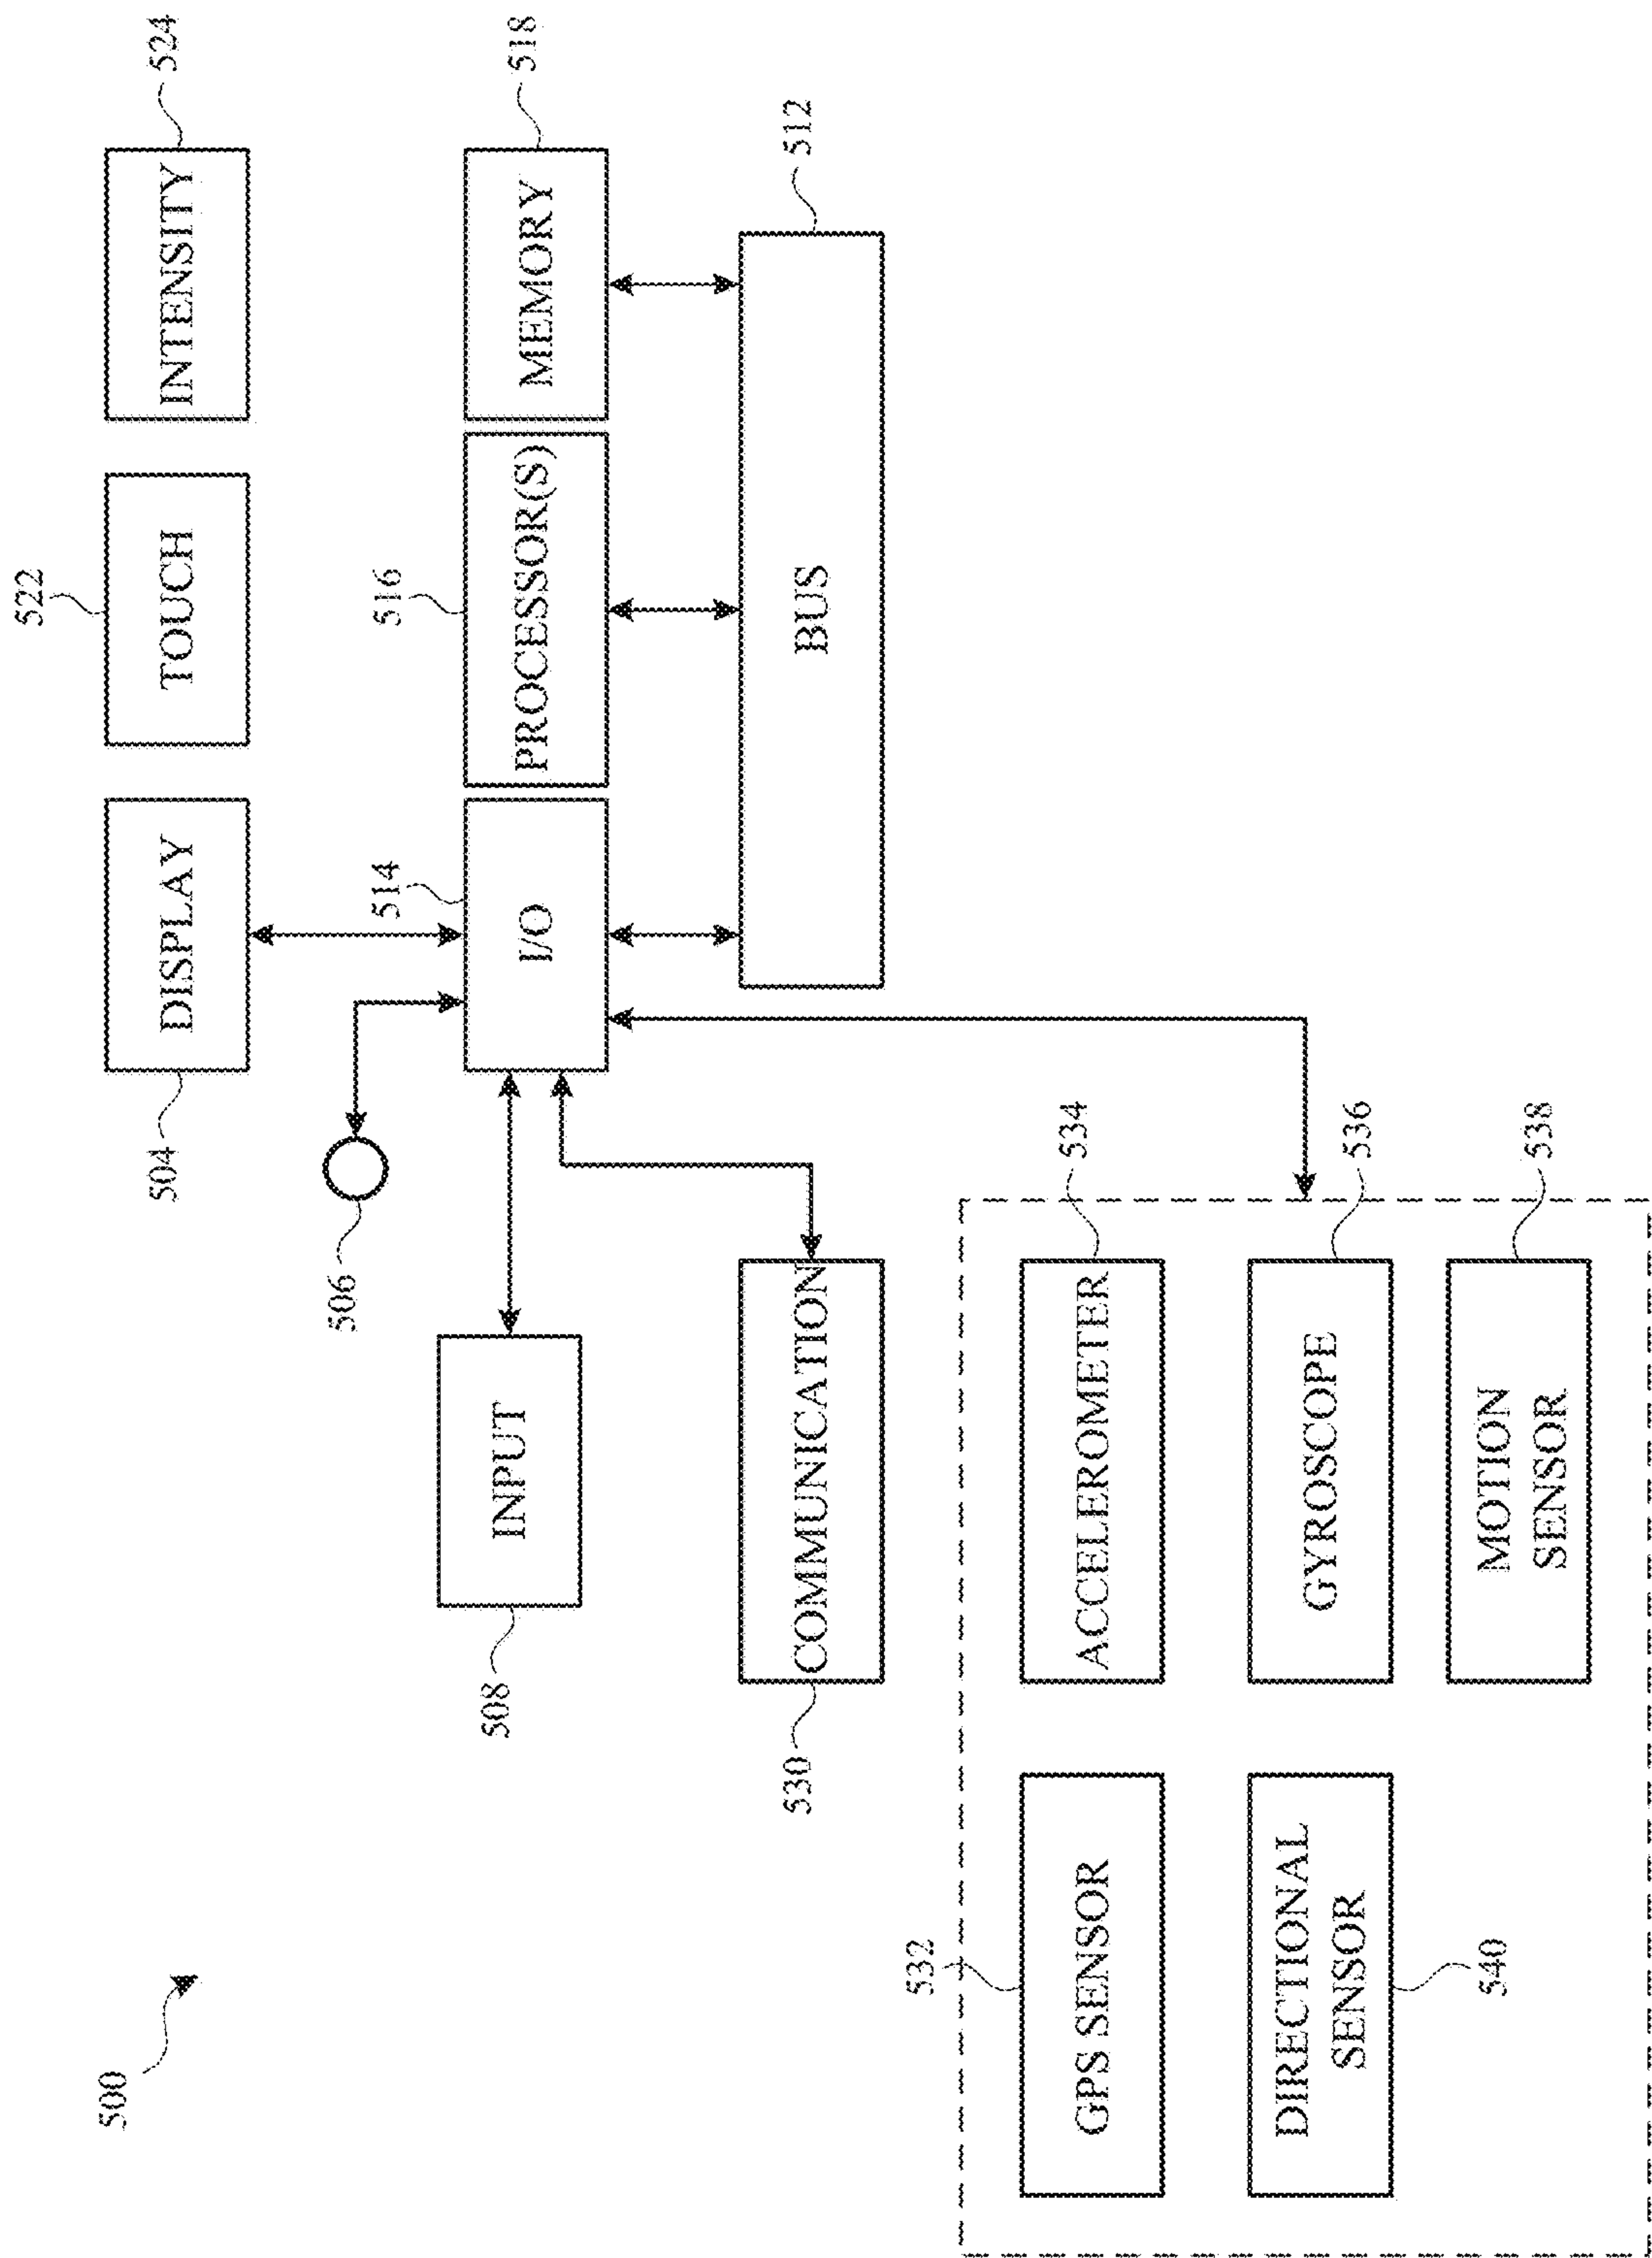 500
504
DISPLAY
522
TOUCH
524
INTENSITY
506
514
I/O
516
PROCESSOR(S)
518
MEMORY
508
INPUT
530
COMMUNICATION
512
BUS
532
GPS SENSOR
534
ACCELEROMETER
DIRECTIONAL
SENSOR
540
536
GYROSCOPE
538
MOTION
SENSOR